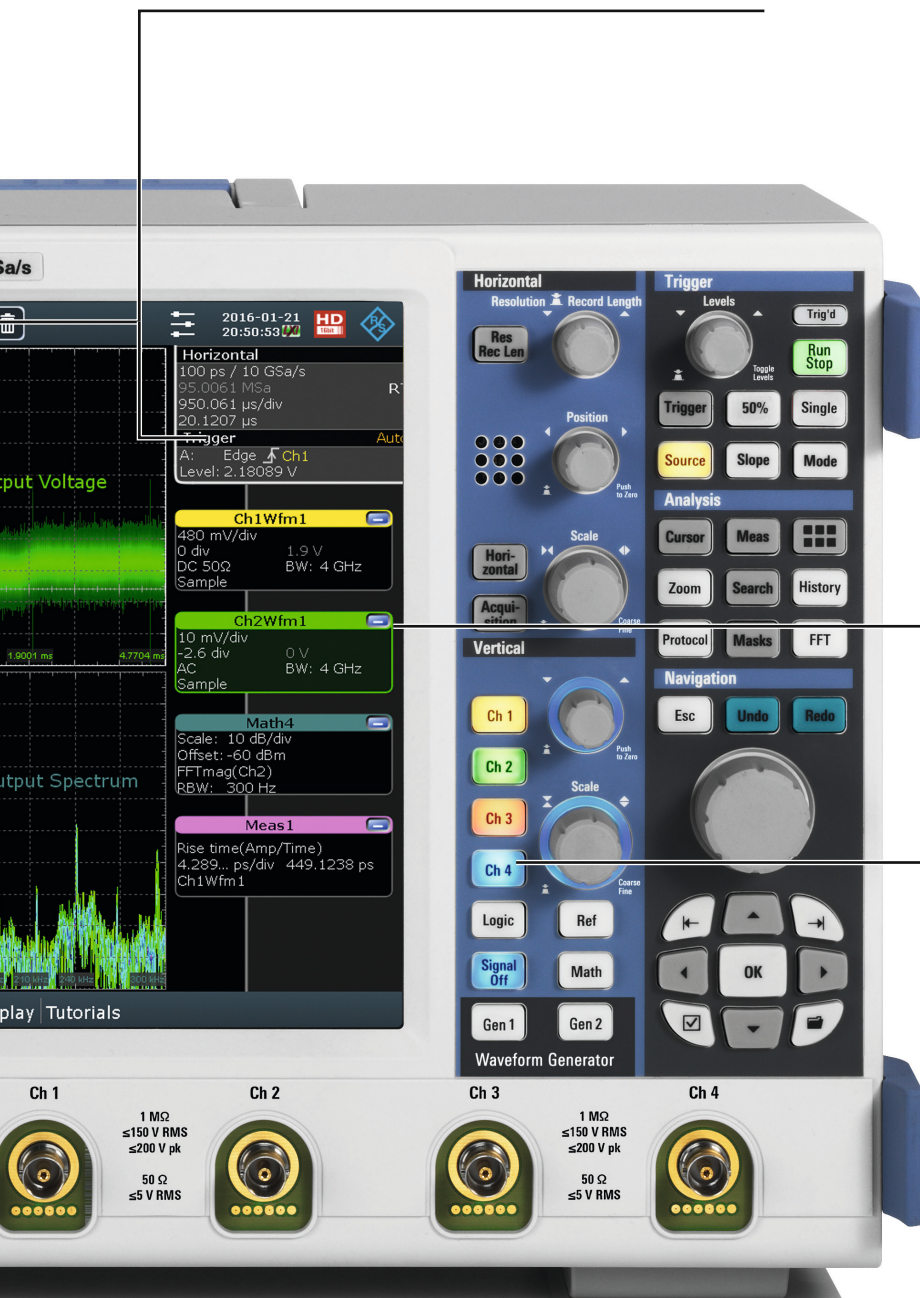 Sa/s
2016-01-21
20:50:53
HD
16bit
R&S
Horizontal
100 ps / 10 GSa/s
95.0061 MSa
950.061 µs/div
20.1207 µs
Trigger
Auto
A: Edge Ch1
Level: 2.18089 V
tput Voltage
Ch1Wfm1
480 mV/div
0 div 1.9 V
DC 50Ω BW: 4 GHz
Sample
Ch2Wfm1
10 mV/div
-2.6 div 0 V
AC BW: 4 GHz
Sample
1.9001 ms 4.7704 ms
Math4
Scale: 10 dB/div
Offset: -60 dBm
FFTmag(Ch2)
RBW: 300 Hz
utput Spectrum
Meas1
Rise time(Amp/Time)
4.289... ps/div 449.1238 ps
Ch1Wfm1
210 kHz 240 kHz 300 kHz
play Tutorials
Horizontal
Resolution Record Length
Res
Rec Len
Position
Push
to Zero
Scale
Hori-
zontal
Acqui-
sition
Coarse
Fine
Vertical
Ch 1
Push
to Zero
Ch 2
Scale
Ch 3
Ch 4
Coarse
Fine
Logic
Ref
Signal
Off
Math
Gen 1
Gen 2
Waveform Generator
Trigger
Levels
Trig'd
Run
Stop
Toggle
Levels
Trigger
50%
Single
Source
Slope
Mode
Analysis
Cursor
Meas
Zoom
Search
History
Protocol
Masks
FFT
Navigation
Esc
Undo
Redo
OK
Ch 1
1 MΩ
≤150 V RMS
≤200 V pk
50 Ω
≤5 V RMS
Ch 2
Ch 3
1 MΩ
≤150 V RMS
≤200 V pk
50 Ω
≤5 V RMS
Ch 4